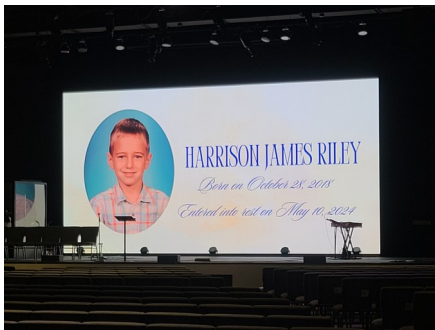 HARRISON JAMES RILEY
Born on October 28, 2018
Entered into rest on May 10, 2024